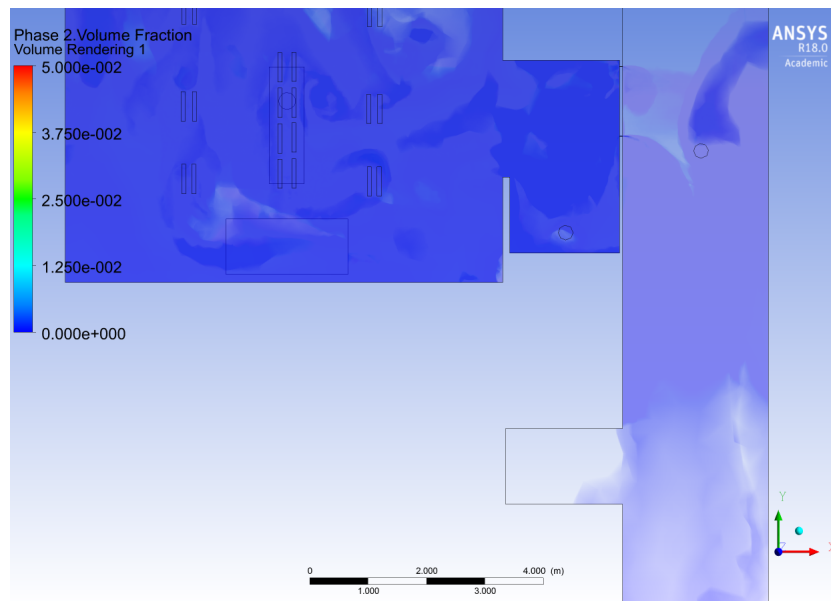 Phase 2.Volume Fraction
Volume Rendering 1
5.000e-002
3.750e-002
2.500e-002
1.250e-002
0.000e+000
ANSYS
R18.0
Academic
Y
Z
X
0 2.000 4.000 (m)
1.000 3.000